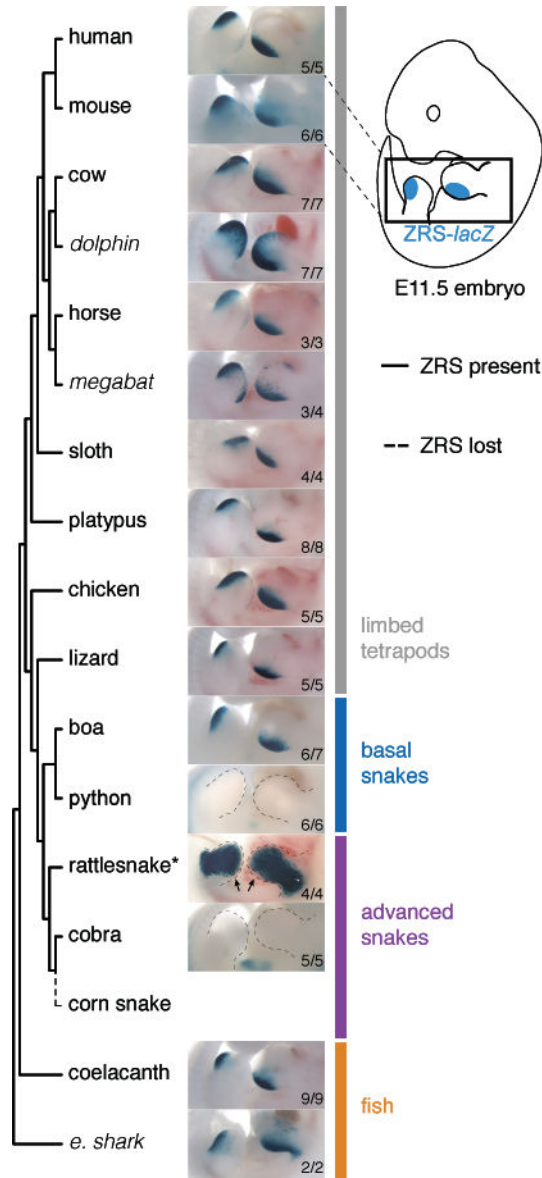 human
5/5
mouse
6/6
cow
7/7
dolphin
7/7
horse
3/3
megabat
3/4
sloth
4/4
platypus
8/8
chicken
5/5
lizard
5/5
boa
6/7
python
6/6
rattlesnake*
4/4
cobra
5/5
corn snake
coelacanth
9/9
e. shark
2/2
ZRS-lacZ
E11.5 embryo
ZRS present
ZRS lost
limbed
tetrapods
basal
snakes
advanced
snakes
fish